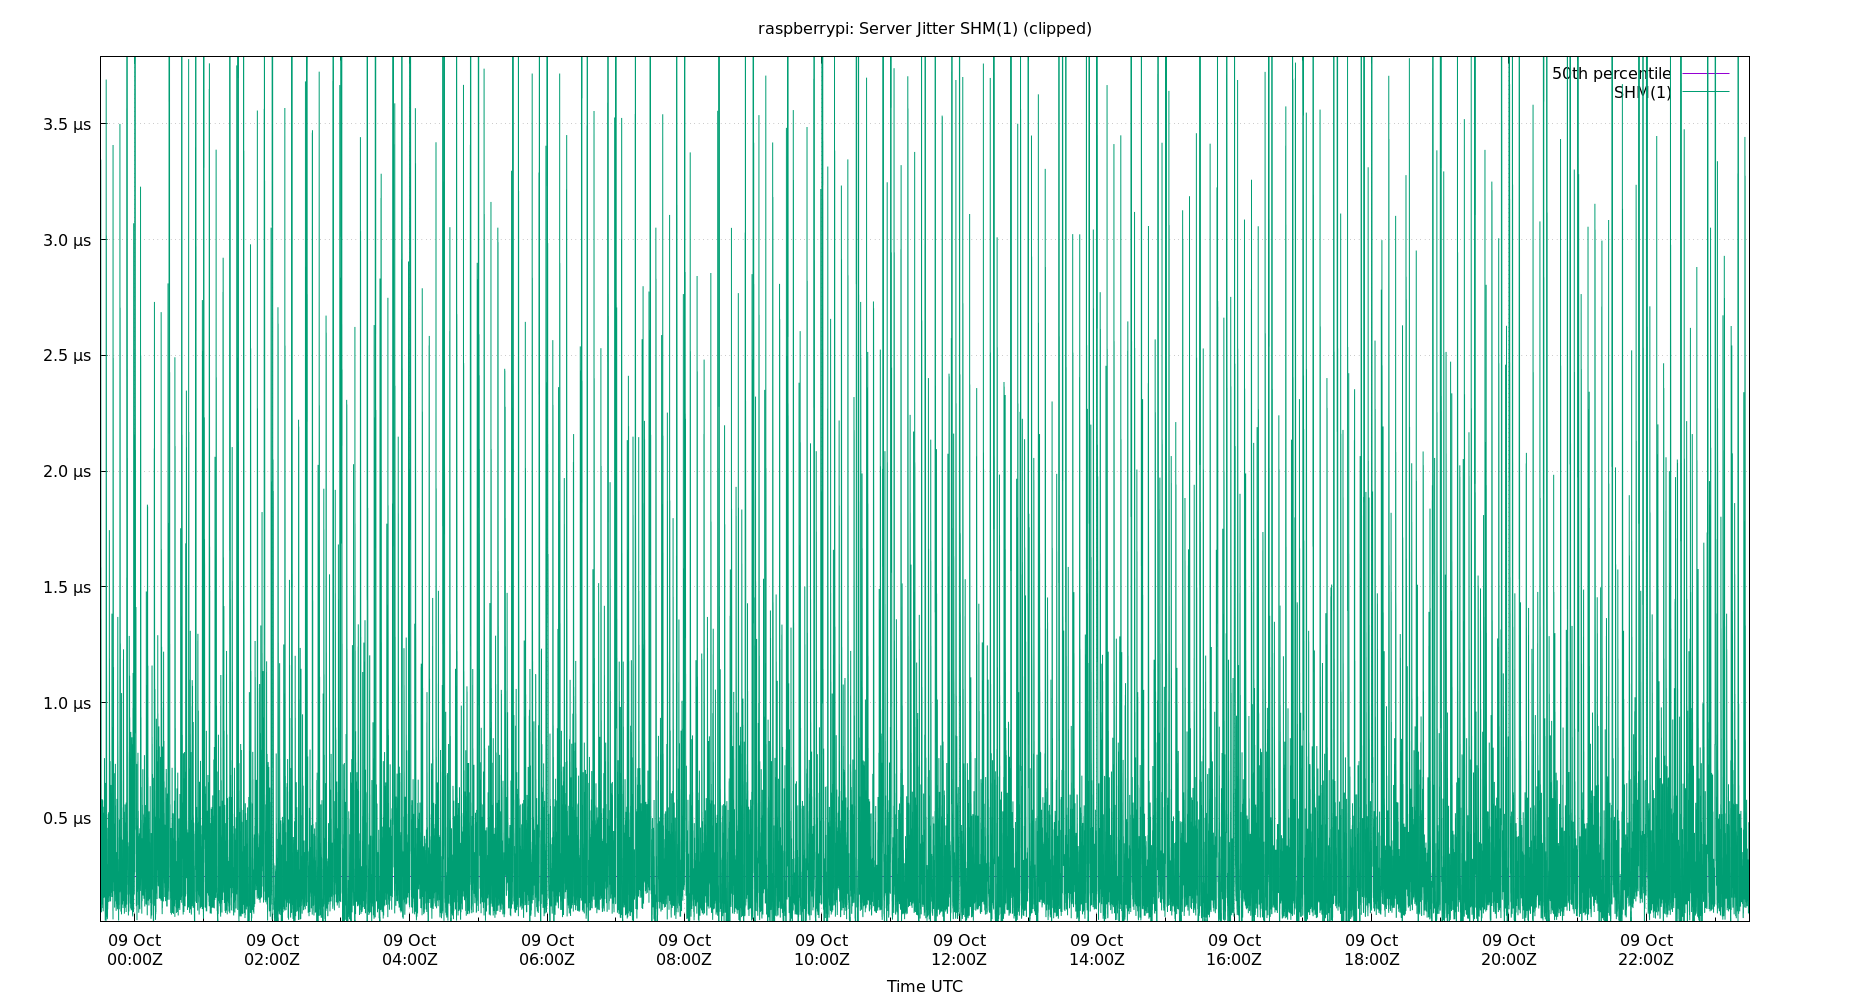 raspberrypi: Server Jitter SHM(1) (clipped)
50th percentile
SHM(1)
3.5 µs
3.0 µs
2.5 µs
2.0 µs
1.5 µs
1.0 µs
0.5 µs
09 Oct 09 Oct 09 Oct 09 Oct 09 Oct 09 Oct 09 Oct 09 Oct 09 Oct 09 Oct 09 Oct 09 Oct
00:00Z 02:00Z 04:00Z 06:00Z 08:00Z 10:00Z 12:00Z 14:00Z 16:00Z 18:00Z 20:00Z 22:00Z
Time UTC